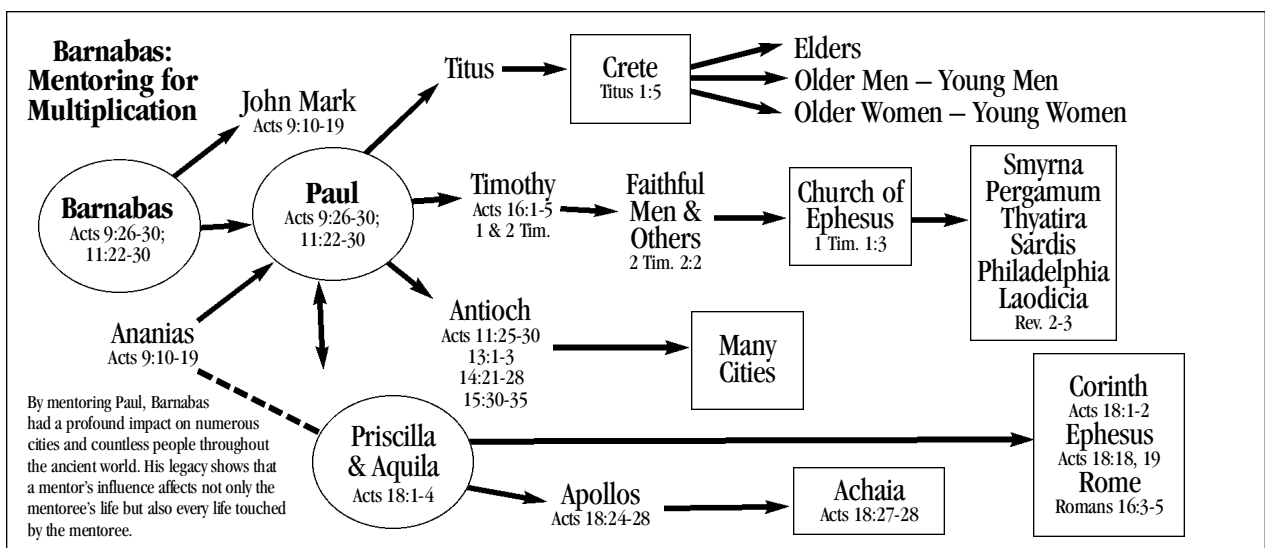 Barnabas:
Mentoring for
Multiplication
John Mark
Acts 9:10-19
Barnabas
Acts 9:26-30;
11:22-30
Paul
Acts 9:26-30;
11:22-30
Ananias
Acts 9:10-19
Titus
Crete
Titus 1:5
Elders
Older Men – Young Men
Older Women – Young Women
Timothy
Acts 16:1-5
1 & 2 Tim.
Faithful
Men &
Others
2 Tim. 2:2
Church of
Ephesus
1 Tim. 1:3
Smyrna
Pergamum
Thyatira
Sardis
Philadelphia
Laodicia
Rev. 2-3
Antioch
Acts 11:25-30
13:1-3
14:21-28
15:30-35
Many
Cities
Priscilla
& Aquila
Acts 18:1-4
Corinth
Acts 18:1-2
Ephesus
Acts 18:18, 19
Rome
Romans 16:3-5
Apollos
Acts 18:24-28
Achaia
Acts 18:27-28
By mentoring Paul, Barnabas
had a profound impact on numerous
cities and countless people throughout
the ancient world. His legacy shows that
a mentor's influence affects not only the
mentoree's life but also every life touched
by the mentoree.